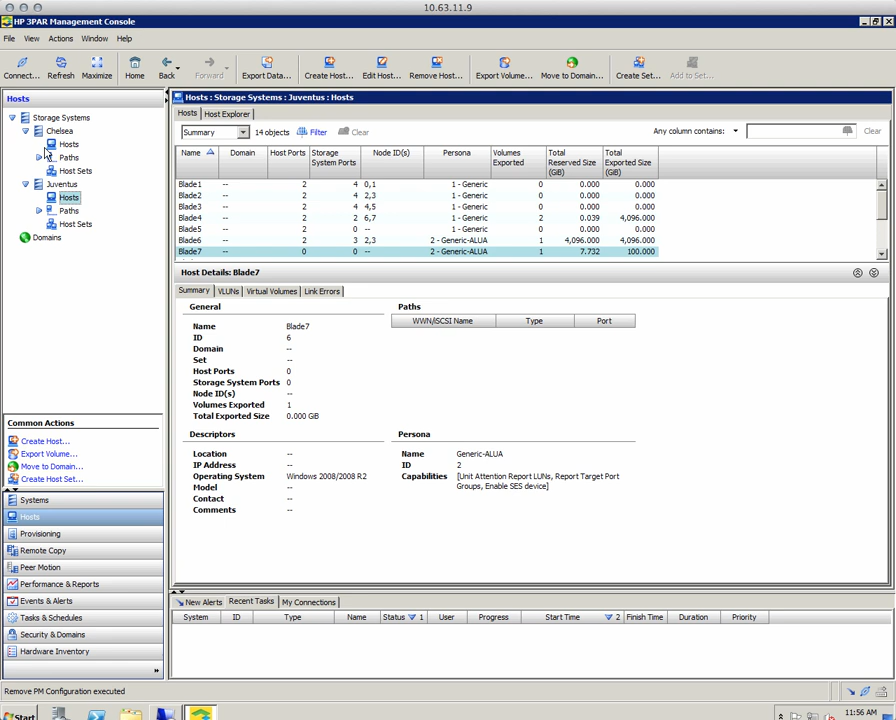 10.63.11.9
HP 3PAR Management Console
File View Actions Window Help
Connect... Refresh Maximize Home Back Forward Export Data... Create Host... Edit Host... Remove Host... Export Volume... Move to Domain... Create Set... Add to Set...
Hosts
Storage Systems
Chelsea
Hosts
Paths
Host Sets
Juventus
Hosts
Paths
Host Sets
Domains
Common Actions
Create Host...
Export Volume...
Move to Domain...
Create Host Set...
Systems
Hosts
Provisioning
Remote Copy
Peer Motion
Performance & Reports
Events & Alerts
Tasks & Schedules
Security & Domains
Hardware Inventory
»
Hosts : Storage Systems : Juventus : Hosts
Hosts Host Explorer
Summary 14 objects Filter Clear Any column contains: Clear
Name Domain Host Ports Storage System Ports Node ID(s) Persona Volumes Exported Total Reserved Size (GiB) Total Exported Size (GiB)
Blade1 -- 2 4 0,1 1 - Generic 0 0.000 0.000
Blade2 -- 2 4 2,3 1 - Generic 0 0.000 0.000
Blade3 -- 2 4 4,5 1 - Generic 0 0.000 0.000
Blade4 -- 2 2 6,7 1 - Generic 2 0.039 4,096.000
Blade5 -- 2 0 -- 1 - Generic 0 0.000 0.000
Blade6 -- 2 3 2,3 2 - Generic-ALUA 1 4,096.000 4,096.000
Blade7 -- 0 0 -- 2 - Generic-ALUA 1 7.732 100.000
Host Details: Blade7
Summary VLUNs Virtual Volumes Link Errors
General
Name Blade7
ID 6
Domain --
Set --
Host Ports 0
Storage System Ports 0
Node ID(s) --
Volumes Exported 1
Total Exported Size 0.000 GiB
Paths
WWN/iSCSI Name Type Port
Descriptors
Location --
IP Address --
Operating System Windows 2008/2008 R2
Model --
Contact --
Comments --
Persona
Name Generic-ALUA
ID 2
Capabilities [Unit Attention Report LUNs, Report Target Port
Groups, Enable SES device]
New Alerts Recent Tasks My Connections
System ID Type Name Status 1 User Progress Start Time 2 Finish Time Duration Priority
Remove PM Configuration executed
Start 11:56 AM